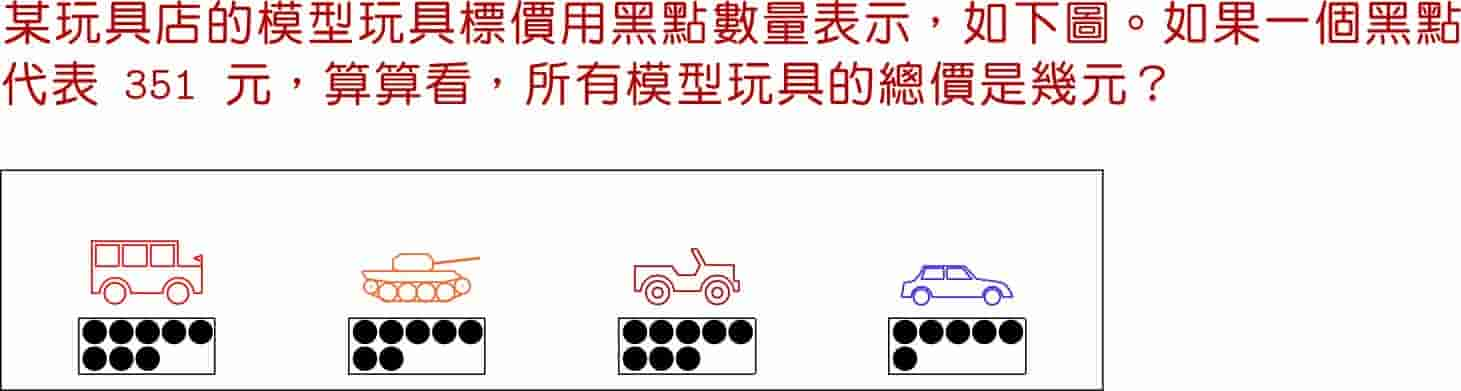 某玩具店的模型玩具標價用黑點數量表示，如下圖。如果一個黑點
代表 351 元，算算看，所有模型玩具的總價是幾元？